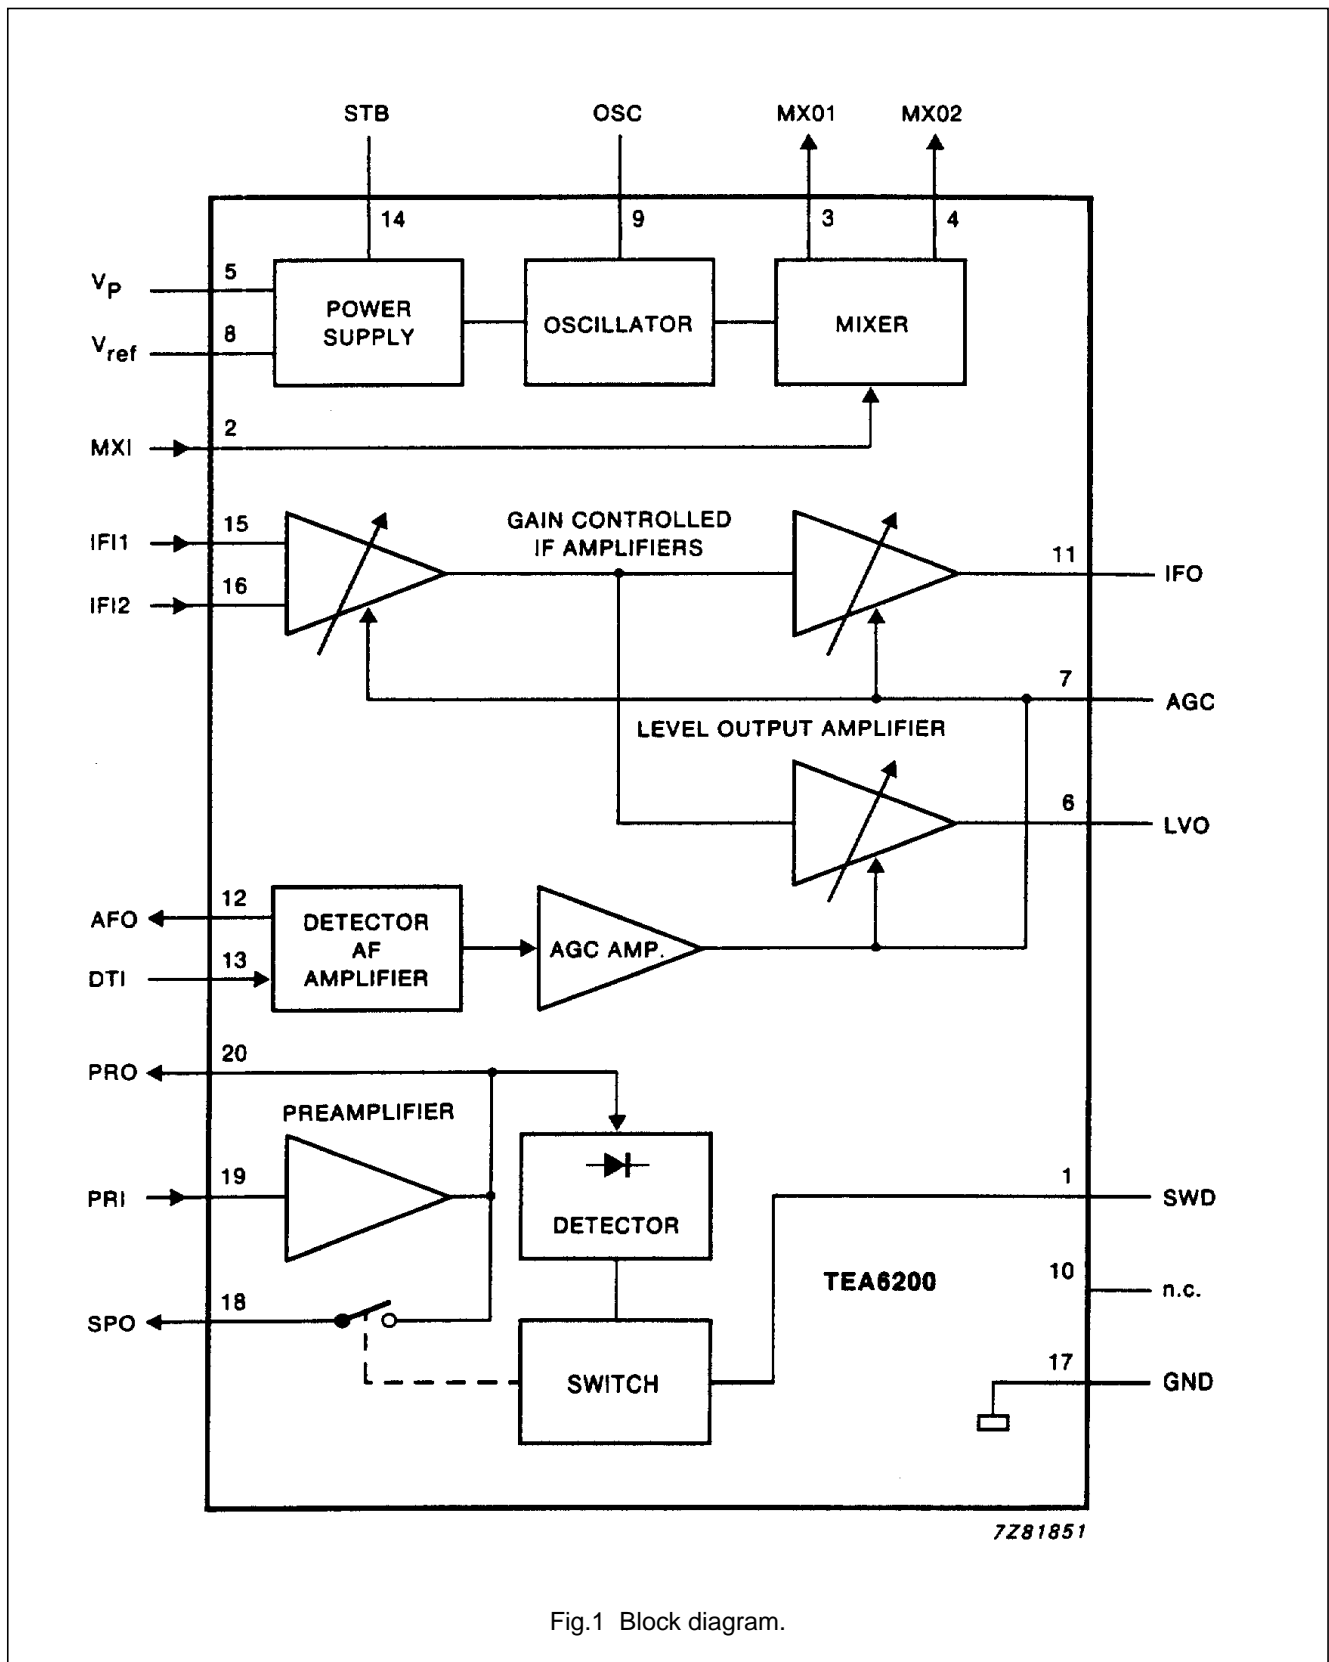 STB OSC MX01 MX02
14 9 3 4
VP 5
POWER
SUPPLY
OSCILLATOR
MIXER
Vref 8
MXI 2
GAIN CONTROLLED
IF AMPLIFIERS
IFI1 15
IFI2 16
11 IFO
7 AGC
LEVEL OUTPUT AMPLIFIER
6 LVO
AFO 12
DETECTOR
AF
AMPLIFIER
AGC AMP.
DTI 13
PRO 20
PREAMPLIFIER
PRI 19
DETECTOR
1 SWD
TEA6200
10 n.c.
SPO 18
SWITCH
17 GND
7Z81851
Fig.1 Block diagram.